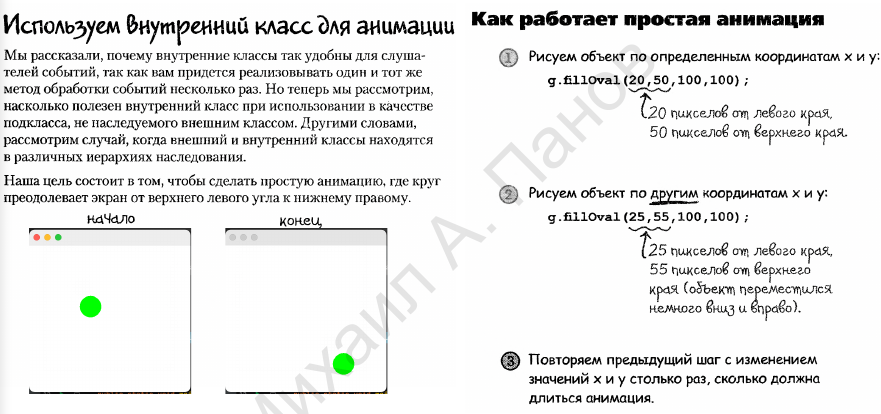 Используем внутренний класс для анимации
Мы рассказали, почему внутренние классы так удобны для слуша-
телей событий, так как вам придется реализовывать один и тот же
метод обработки событий несколько раз. Но теперь мы рассмотрим,
насколько полезен внутренний класс при использовании в качестве
подкласса, не наследуемого внешним классом. Другими словами,
рассмотрим случай, когда внешний и внутренний классы находятся
в различных иерархиях наследования.
Наша цель состоит в том, чтобы сделать простую анимацию, где круг
преодолевает экран от верхнего левого угла к нижнему правому.
начало
конец
Как работает простая анимация
1 Рисуем объект по определенным координатам x и y:
g.fillOval(20,50,100,100);
20 пикселов от левого края,
50 пикселов от верхнего края.
2 Рисуем объект по другим координатам x и y:
g.fillOval(25,55,100,100);
25 пикселов от левого края,
55 пикселов от верхнего
края (объект переместился
немного вниз и вправо).
3 Повторяем предыдущий шаг с изменением
значений x и y столько раз, сколько должна
длиться анимация.
Михаил А. Панов